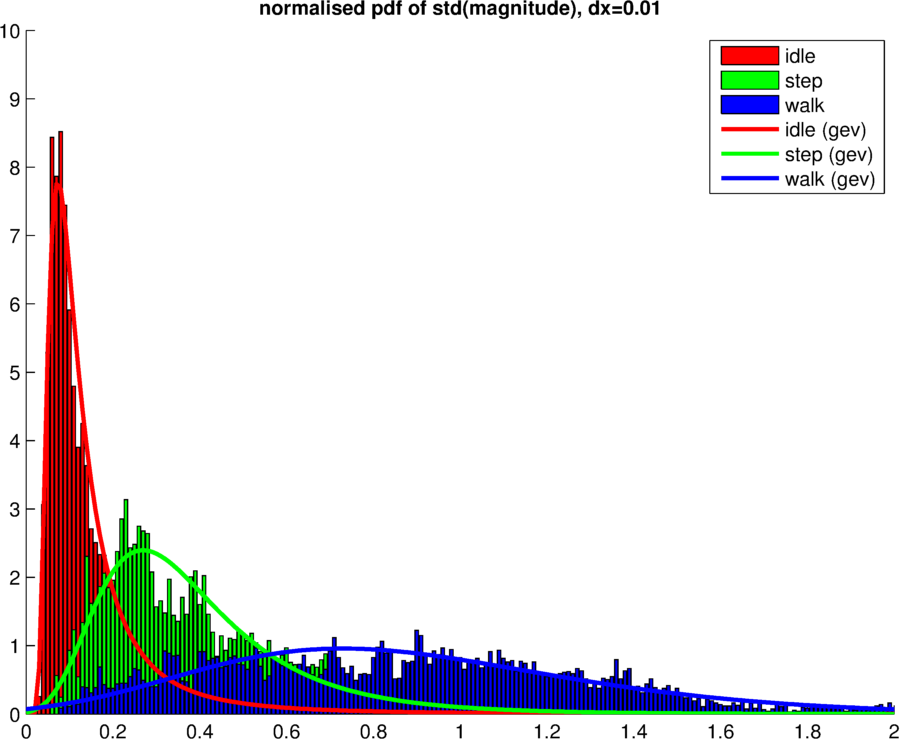 normalised pdf of std(magnitude), dx=0.01
10
9
8
7
6
5
4
3
2
1
0
idle
step
walk
idle (gev)
step (gev)
walk (gev)
0 0.2 0.4 0.6 0.8 1 1.2 1.4 1.6 1.8 2